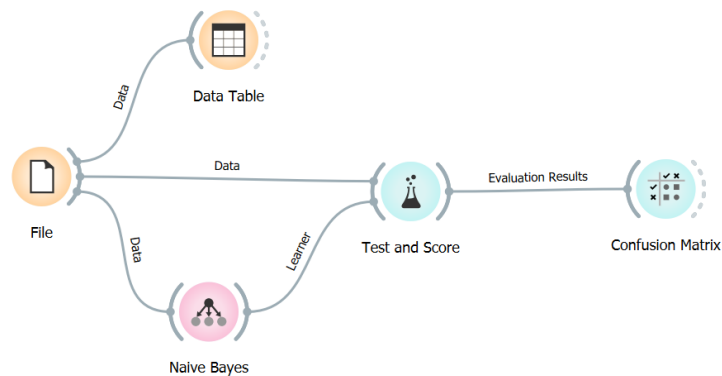 Data Table
Data
Data
Evaluation Results
File
Test and Score
Confusion Matrix
Data
Learner
Naive Bayes